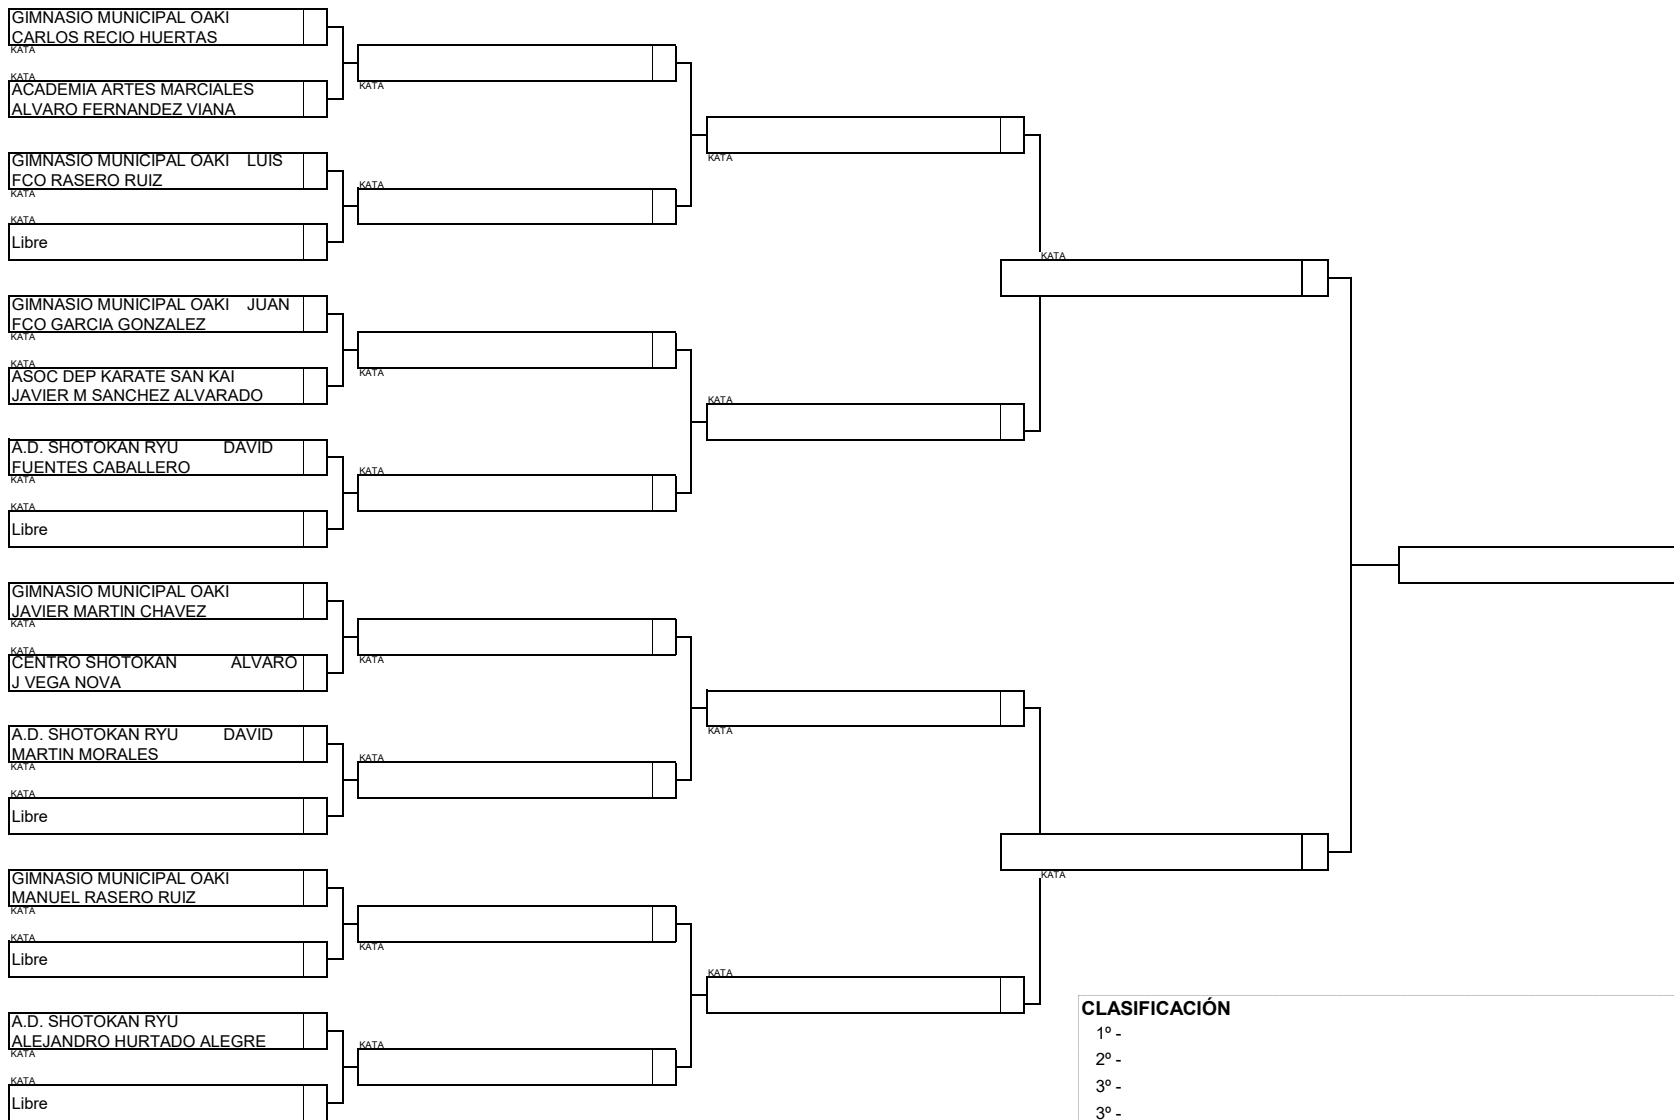 GIMNASIO MUNICIPAL OAKI
CARLOS RECIO HUERTAS
KATA
KATA
ACADEMIA ARTES MARCIALES
ALVARO FERNANDEZ VIANA
GIMNASIO MUNICIPAL OAKI LUIS
FCO RASERO RUIZ
KATA
KATA
Libre
GIMNASIO MUNICIPAL OAKI JUAN
FCO GARCIA GONZALEZ
KATA
KATA
ASOC DEP KARATE SAN KAI
JAVIER M SANCHEZ ALVARADO
A.D. SHOTOKAN RYU DAVID
FUENTES CABALLERO
KATA
KATA
Libre
GIMNASIO MUNICIPAL OAKI
JAVIER MARTIN CHAVEZ
KATA
KATA
CENTRO SHOTOKAN ALVARO
J VEGA NOVA
A.D. SHOTOKAN RYU DAVID
MARTIN MORALES
KATA
KATA
Libre
GIMNASIO MUNICIPAL OAKI
MANUEL RASERO RUIZ
KATA
KATA
Libre
A.D. SHOTOKAN RYU
ALEJANDRO HURTADO ALEGRE
KATA
KATA
Libre
KATA
KATA
KATA
KATA
KATA
KATA
KATA
KATA
KATA
KATA
KATA
KATA
KATA
KATA
CLASIFICACIÓN
1º -
2º -
3º -
3º -